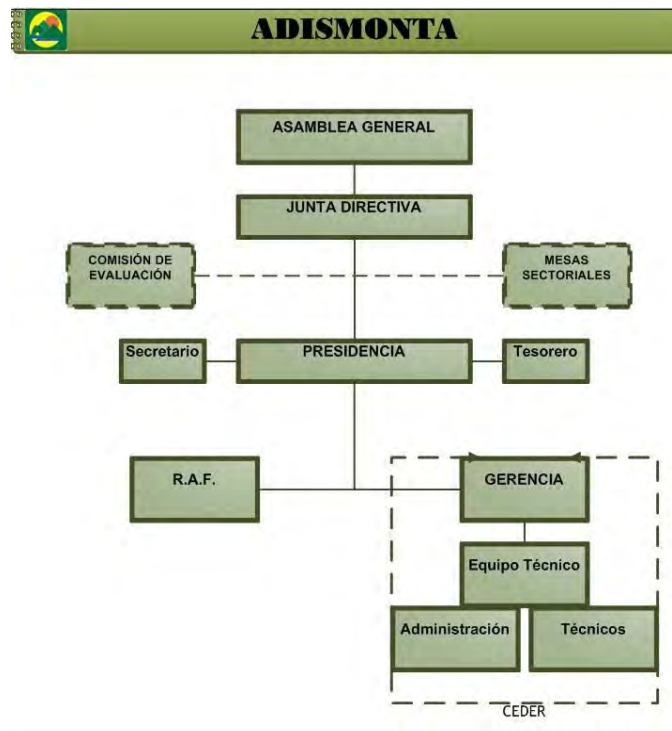 ADISMONTA
ASAMBLEA GENERAL
JUNTA DIRECTIVA
COMISIÓN DE
EVALUACIÓN
MESAS
SECTORIALES
Secretario
PRESIDENCIA
Tesorero
R.A.F.
GERENCIA
Equipo Técnico
Administración
Técnicos
CEDER